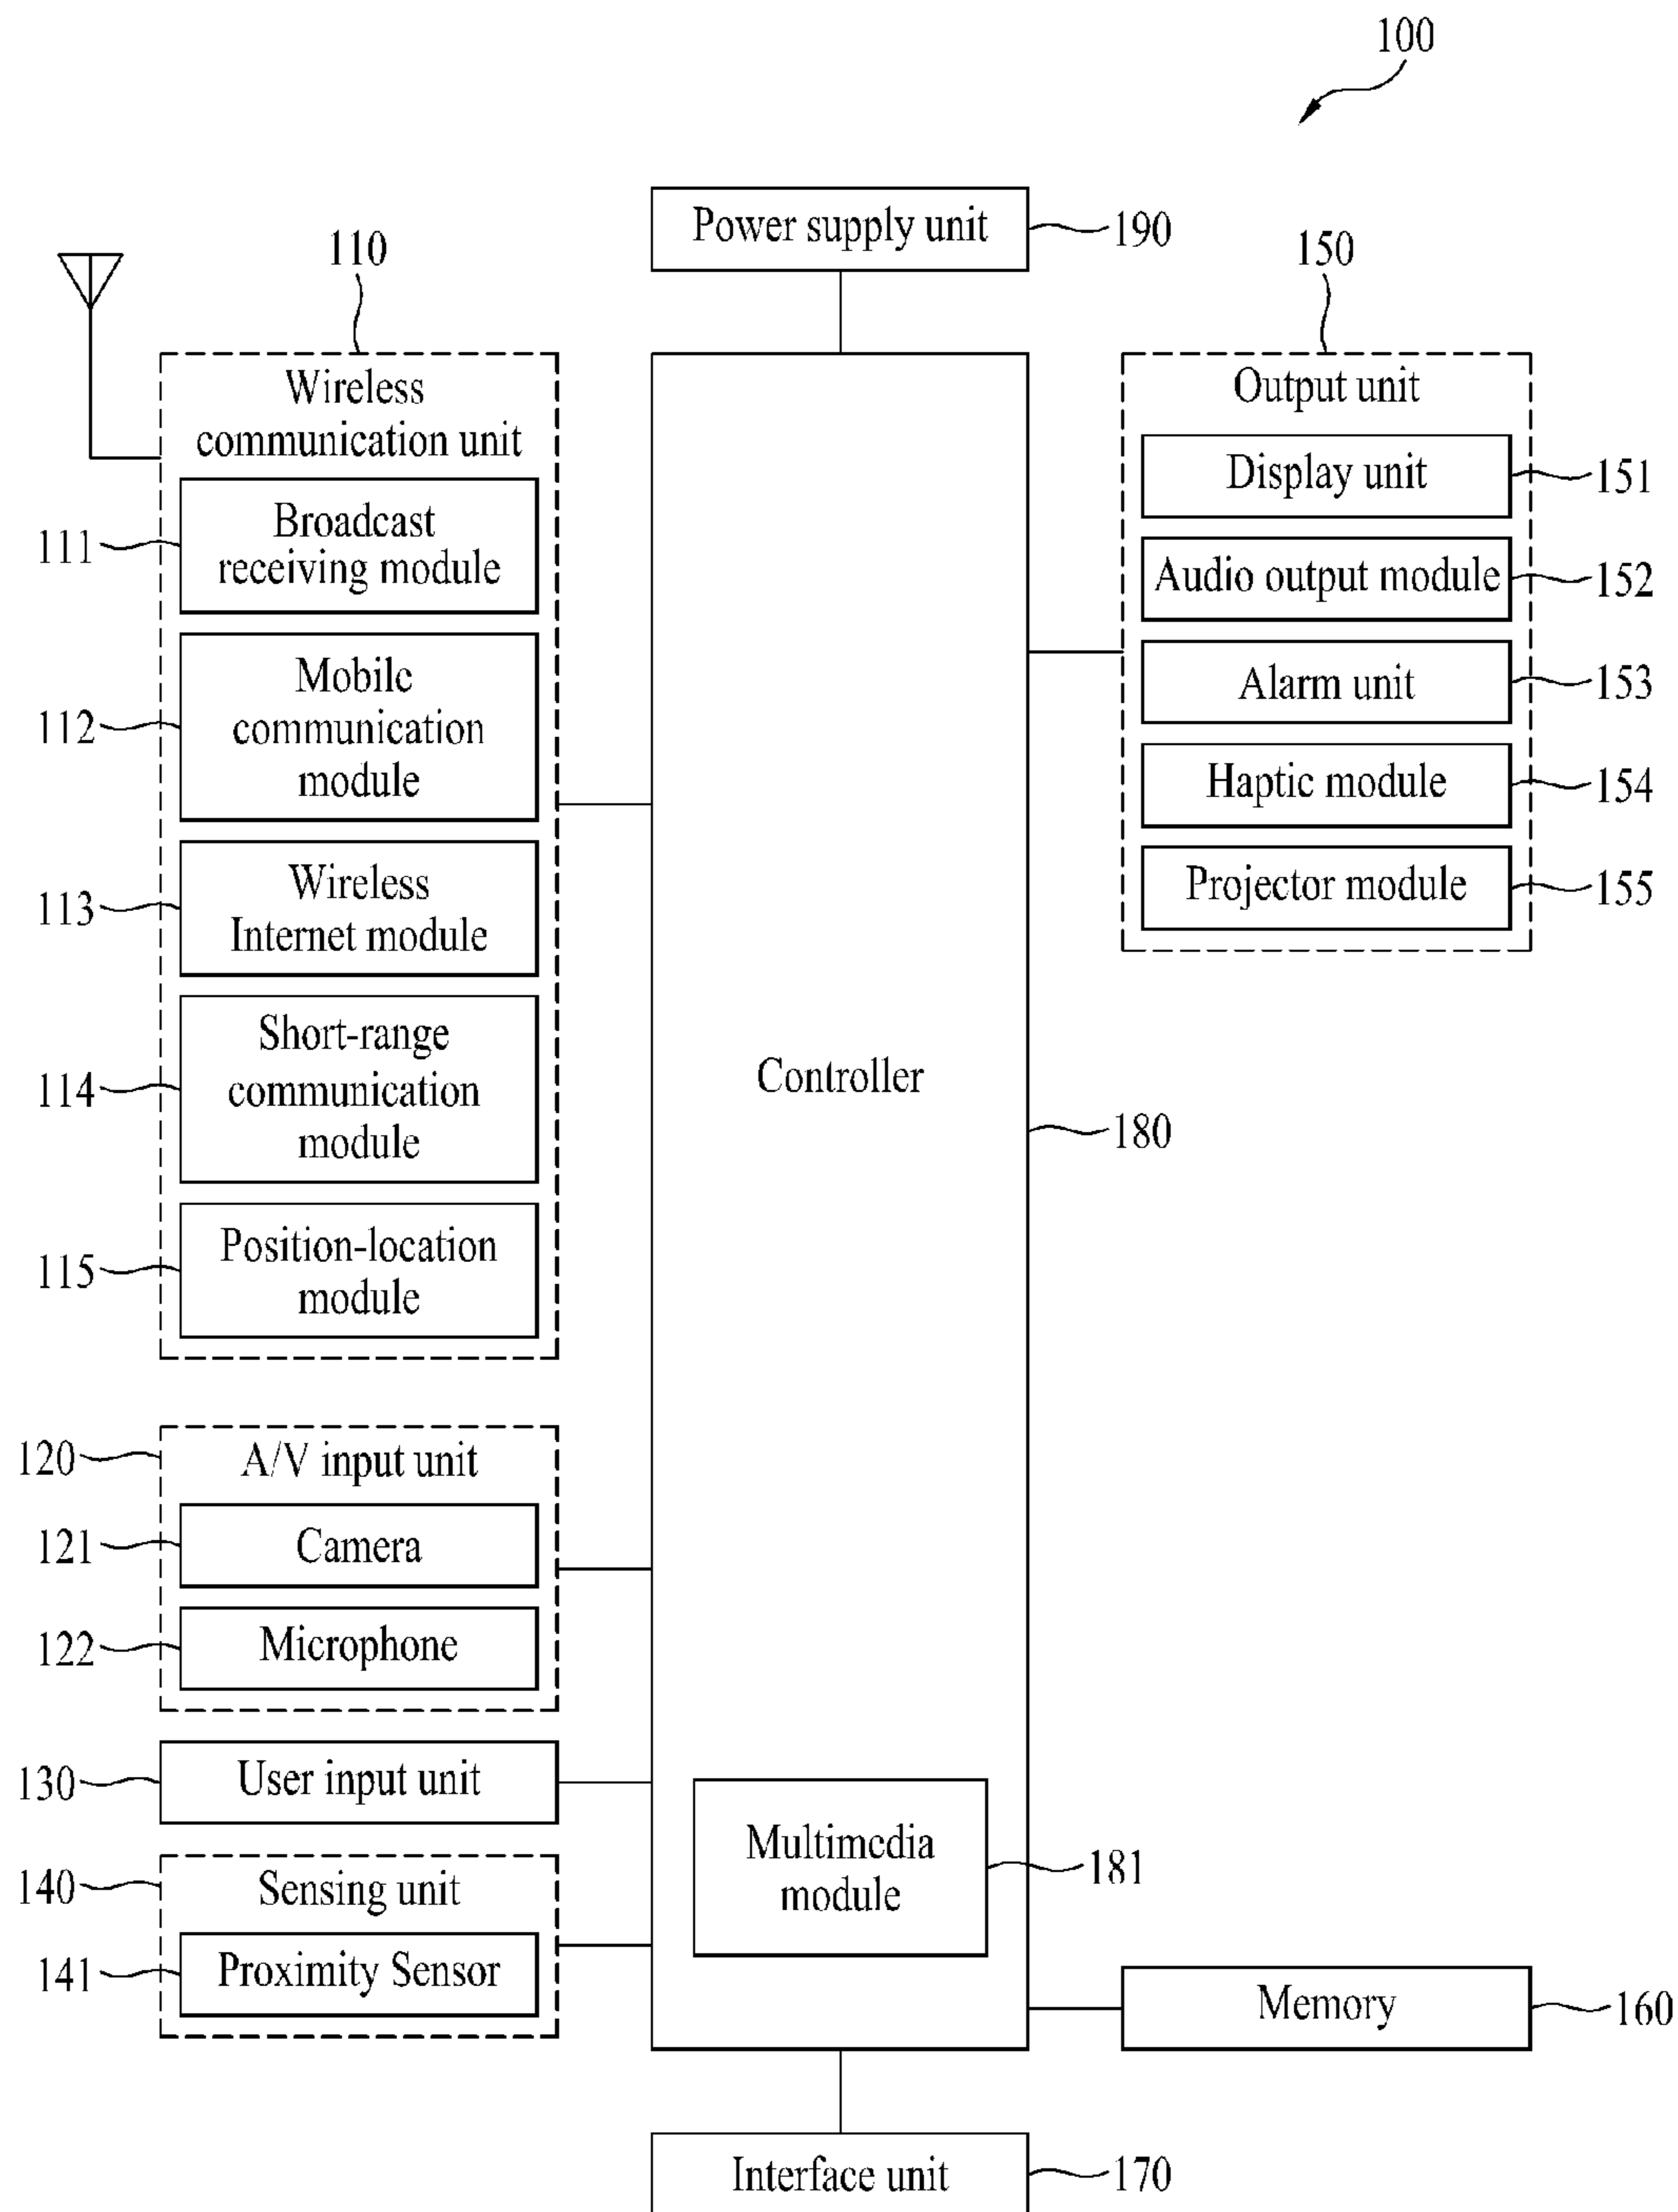 100
Power supply unit
190
110
150
Wireless
communication unit
Output unit
Broadcast
receiving module
111
Display unit
151
Audio output module
152
Mobile
communication
module
112
Alarm unit
153
Haptic module
154
Wireless
Internet module
113
Projector module
155
Short-range
communication
module
114
Controller
180
Position-location
module
115
120
A/V input unit
121
Camera
122
Microphone
130
User input unit
Multimedia
module
181
140
Sensing unit
141
Proximity Sensor
Memory
160
Interface unit
170